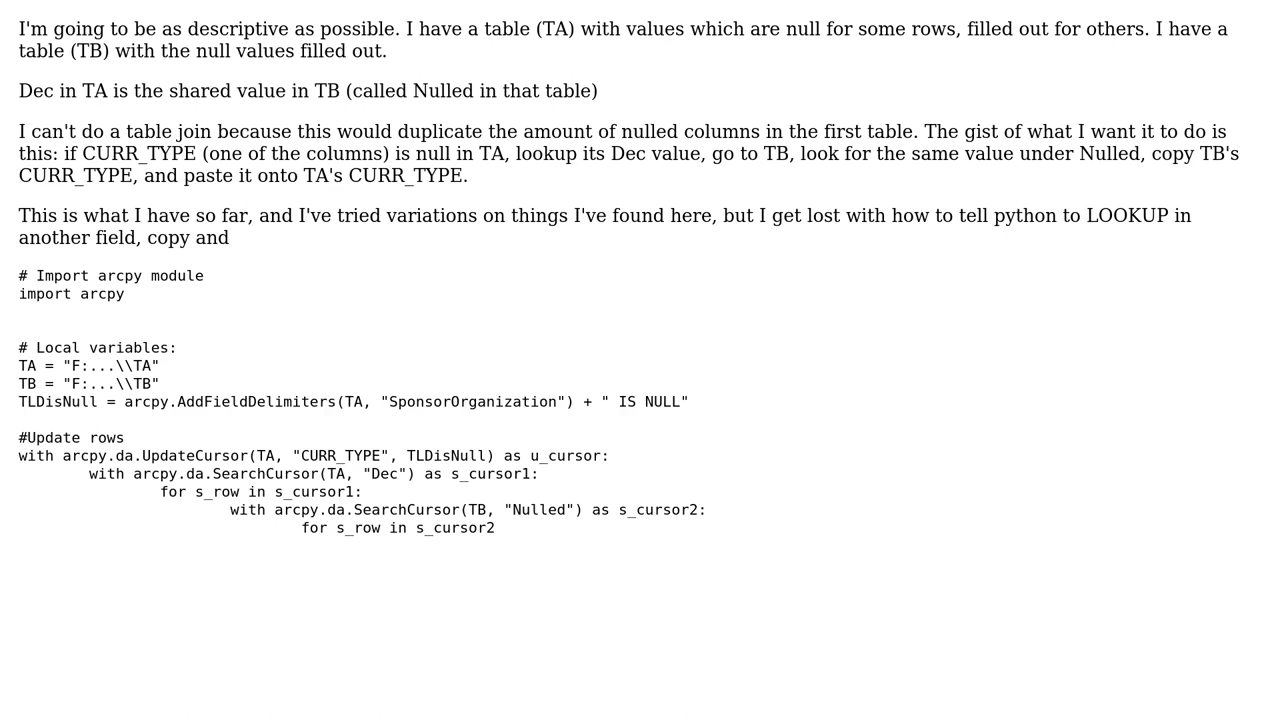 I'm going to be as descriptive as possible. I have a table (TA) with values which are null for some rows, filled out for others. I have a
table (TB) with the null values filled out.
Dec in TA is the shared value in TB (called Nulled in that table)
I can't do a table join because this would duplicate the amount of nulled columns in the first table. The gist of what I want it to do is
this: if CURR_TYPE (one of the columns) is null in TA, lookup its Dec value, go to TB, look for the same value under Nulled, copy TB's
CURR_TYPE, and paste it onto TA's CURR_TYPE.
This is what I have so far, and I've tried variations on things I've found here, but I get lost with how to tell python to LOOKUP in
another field, copy and
# Import arcpy module
import arcpy
# Local variables:
TA = "F:...\\TA"
TB = "F:...\\TB"
TLDisNull = arcpy.AddFieldDelimiters(TA, "SponsorOrganization") + " IS NULL"
#Update rows
with arcpy.da.UpdateCursor(TA, "CURR_TYPE", TLDisNull) as u_cursor:
        with arcpy.da.SearchCursor(TA, "Dec") as s_cursor1:
                for s_row in s_cursor1:
                        with arcpy.da.SearchCursor(TB, "Nulled") as s_cursor2:
                                for s_row in s_cursor2